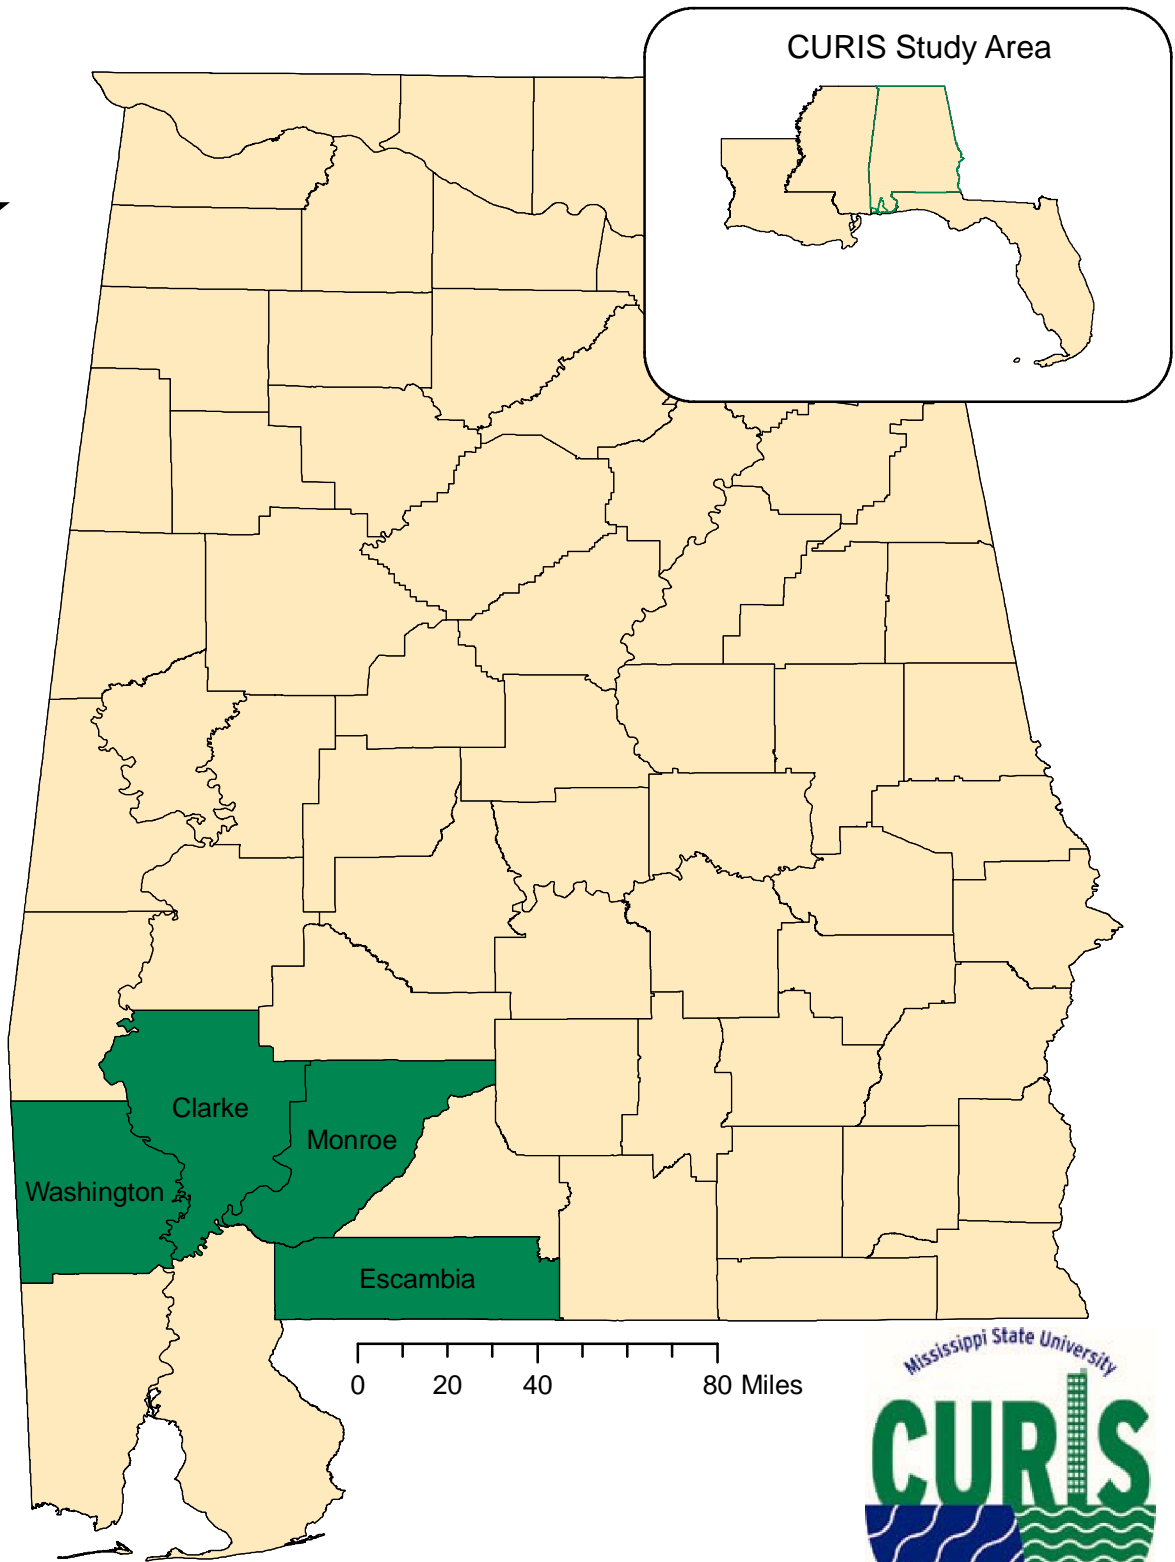 CURIS Study Area
Clarke
Monroe
Washington
Escambia
0 20 40 80 Miles
Mississippi State University
CURIS